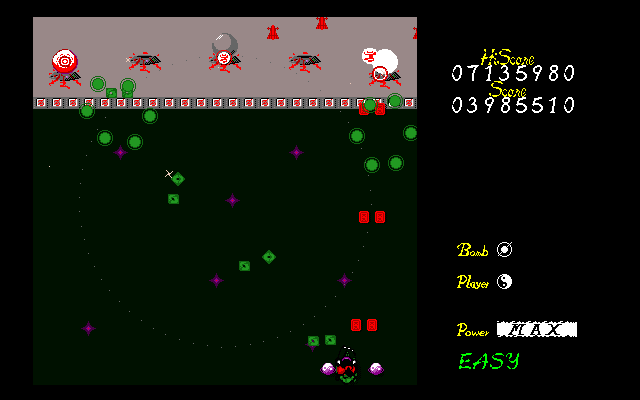 HiScore
07135980
Score
03985510
Bomb
Player
Power MAX
EASY